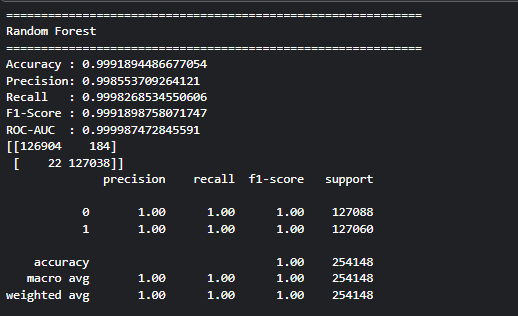 ============================================================
Random Forest
============================================================
Accuracy : 0.9991894486677054
Precision: 0.998553709264121
Recall   : 0.9998268534550606
F1-Score : 0.9991898758071747
ROC-AUC  : 0.999987472845591
[[126904    184]
 [    22 127038]]
              precision    recall  f1-score   support

           0       1.00      1.00      1.00    127088
           1       1.00      1.00      1.00    127060

    accuracy                           1.00    254148
   macro avg       1.00      1.00      1.00    254148
weighted avg       1.00      1.00      1.00    254148